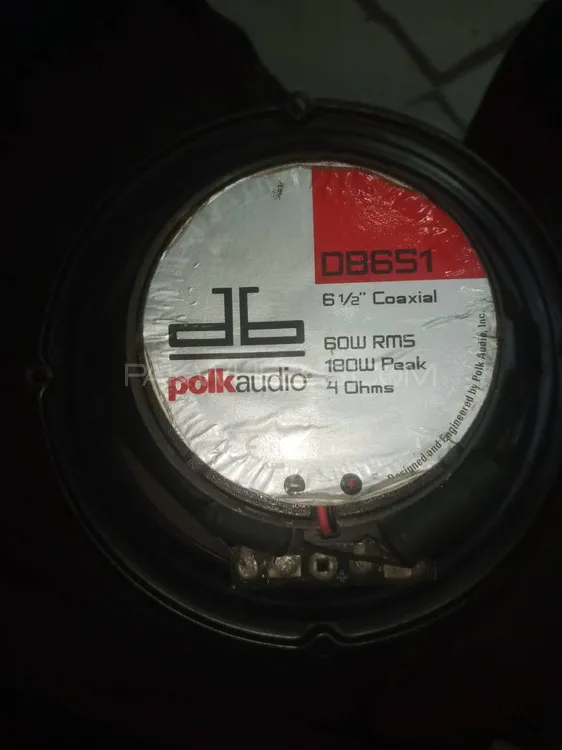 DB651
6 1/2" Coaxial
db
60W RMS
180W Peak
4 Ohms
polkaudio®
Designed and Engineered by Polk Audio, Inc.